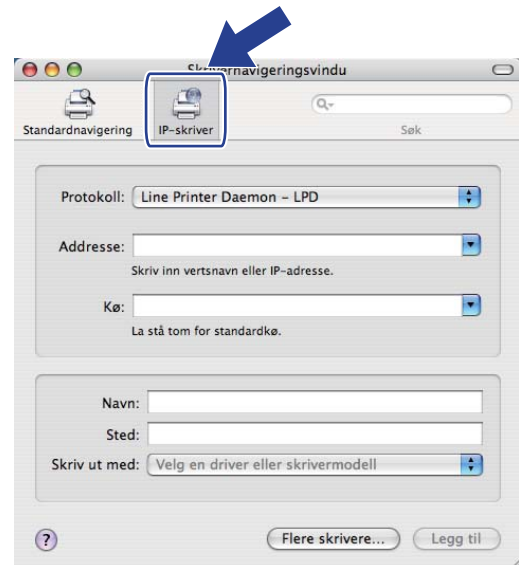 Skrivernavigeringsvindu
Standardnavigering IP-skriver Søk
Protokoll: Line Printer Daemon – LPD
Addresse:
Skriv inn vertsnavn eller IP-adresse.
Kø:
La stå tom for standardkø.
Navn:
Sted:
Skriv ut med: Velg en driver eller skrivermodell
? Flere skrivere... Legg til